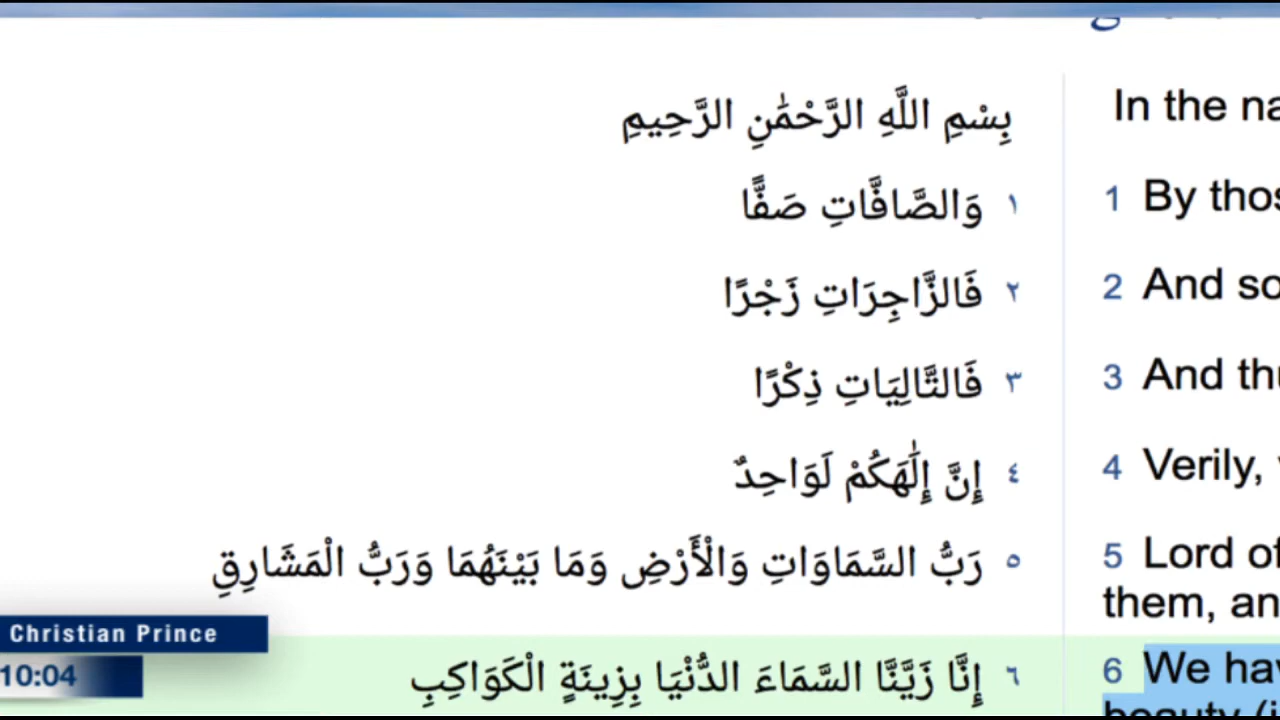 بِسْمِ اللَّهِ الرَّحْمَٰنِ الرَّحِيمِ
In the na
١ وَالصَّافَّاتِ صَفًّا
1 By thos
٢ فَالزَّاجِرَاتِ زَجْرًا
2 And so
٣ فَالتَّالِيَاتِ ذِكْرًا
3 And thu
٤ إِنَّ إِلَٰهَكُمْ لَوَاحِدٌ
4 Verily,
٥ رَبُّ السَّمَاوَاتِ وَالْأَرْضِ وَمَا بَيْنَهُمَا وَرَبُّ الْمَشَارِقِ
5 Lord of
them, an
٦ إِنَّا زَيَّنَّا السَّمَاءَ الدُّنْيَا بِزِينَةٍ الْكَوَاكِبِ
6 We hav
beauty (i
Christian Prince
10:04